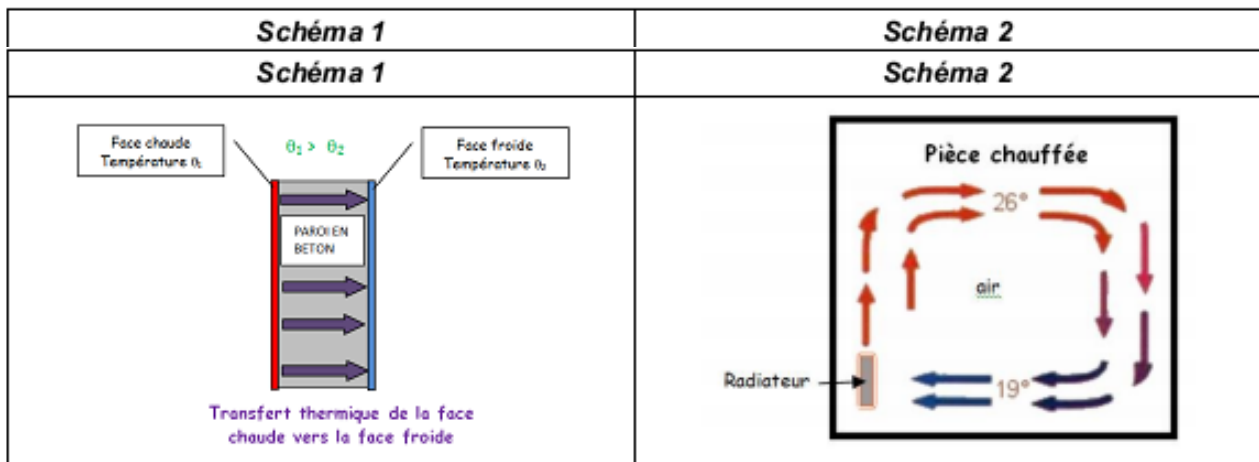 Schéma 1
Schéma 2
Schéma 1
Schéma 2
Face chaude
Température θ₁
θ₁ > θ₂
Face froide
Température θ₂
PAROI EN
BETON
Transfert thermique de la face
chaude vers la face froide
Pièce chauffée
26°
air
Radiateur
19°